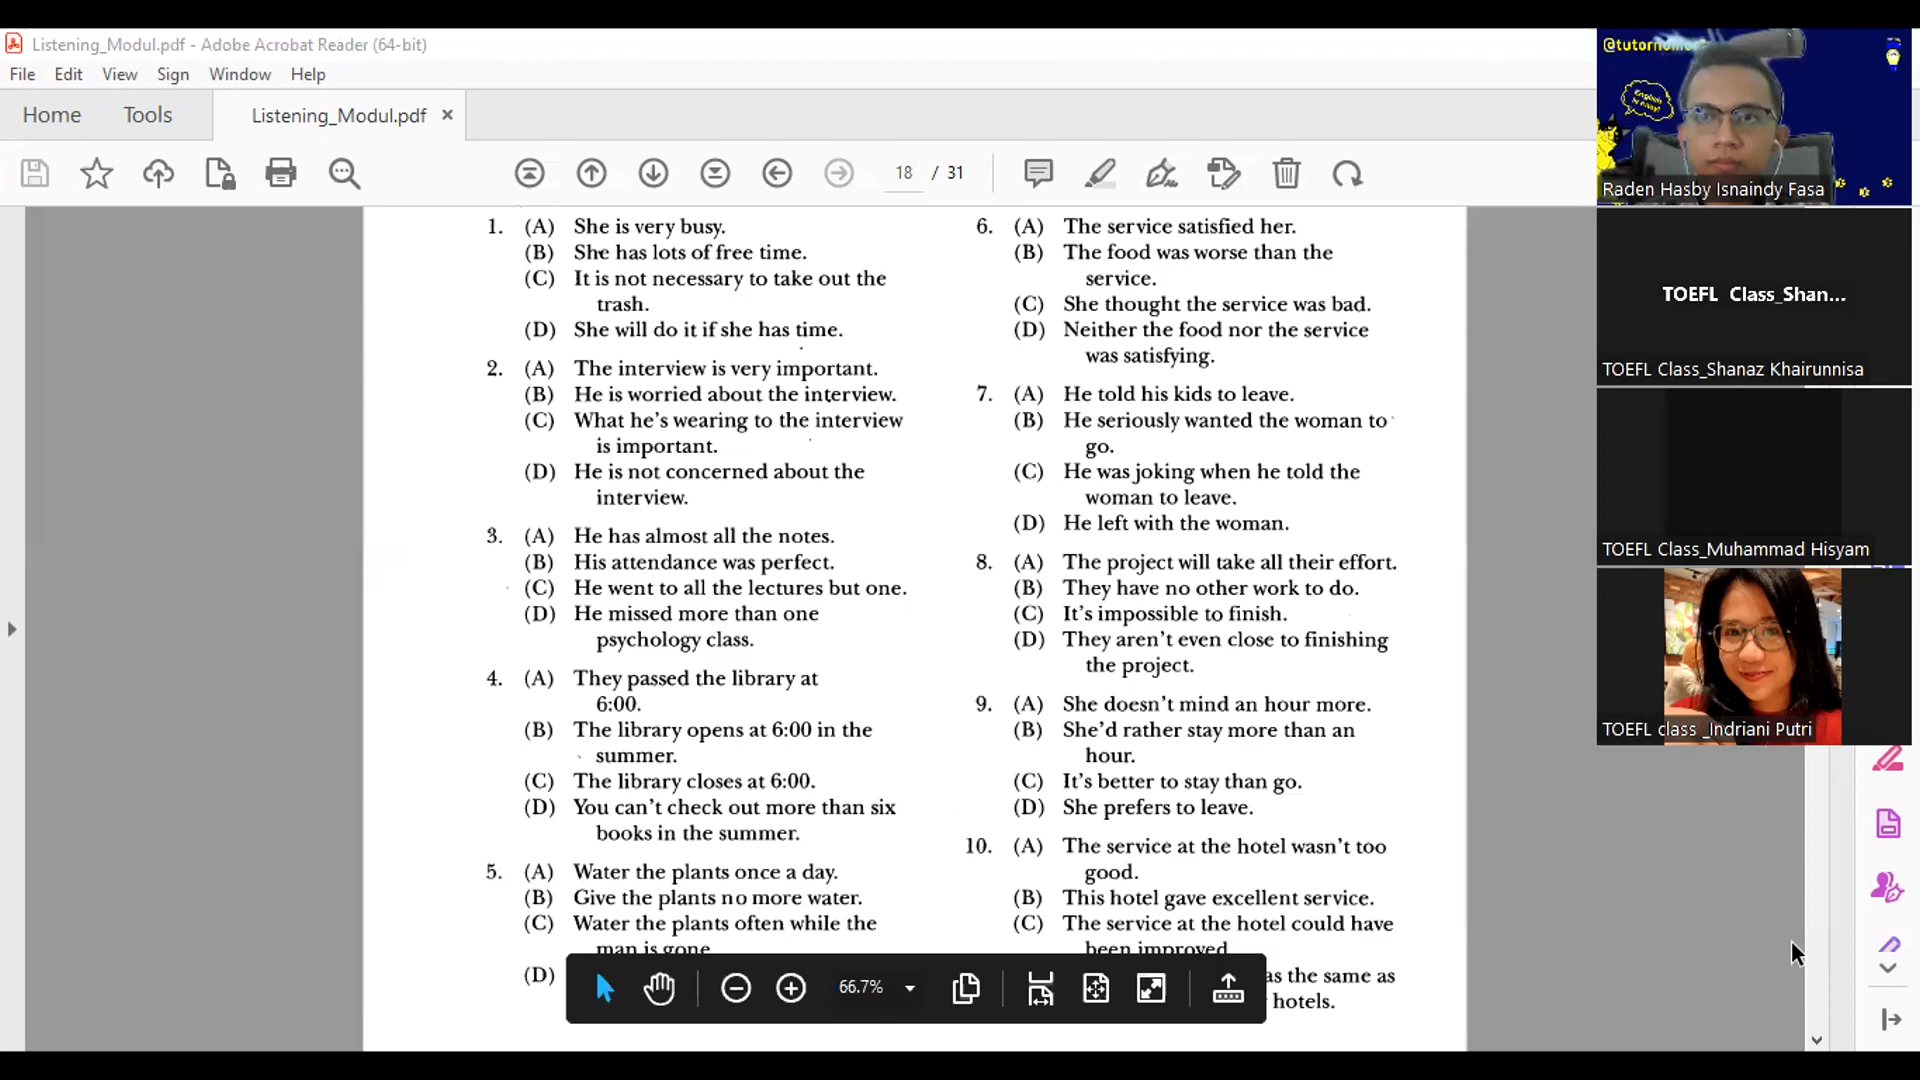 Listening_Modul.pdf - Adobe Acrobat Reader (64-bit)
File Edit View Sign Window Help
Home Tools Listening_Modul.pdf ×
18 / 31
1. (A) She is very busy.
(B) She has lots of free time.
(C) It is not necessary to take out the
trash.
(D) She will do it if she has time.
2. (A) The interview is very important.
(B) He is worried about the interview.
(C) What he's wearing to the interview
is important.
(D) He is not concerned about the
interview.
3. (A) He has almost all the notes.
(B) His attendance was perfect.
(C) He went to all the lectures but one.
(D) He missed more than one
psychology class.
4. (A) They passed the library at
6:00.
(B) The library opens at 6:00 in the
summer.
(C) The library closes at 6:00.
(D) You can't check out more than six
books in the summer.
5. (A) Water the plants once a day.
(B) Give the plants no more water.
(C) Water the plants often while the
man is gone
(D)
6. (A) The service satisfied her.
(B) The food was worse than the
service.
(C) She thought the service was bad.
(D) Neither the food nor the service
was satisfying.
7. (A) He told his kids to leave.
(B) He seriously wanted the woman to
go.
(C) He was joking when he told the
woman to leave.
(D) He left with the woman.
8. (A) The project will take all their effort.
(B) They have no other work to do.
(C) It's impossible to finish.
(D) They aren't even close to finishing
the project.
9. (A) She doesn't mind an hour more.
(B) She'd rather stay more than an
hour.
(C) It's better to stay than go.
(D) She prefers to leave.
10. (A) The service at the hotel wasn't too
good.
(B) This hotel gave excellent service.
(C) The service at the hotel could have
been improved
as the same as
hotels.
66.7%
Raden Hasby Isnaindy Fasa
TOEFL Class_Shan...
TOEFL Class_Shanaz Khairunnisa
TOEFL Class_Muhammad Hisyam
TOEFL class _Indriani Putri